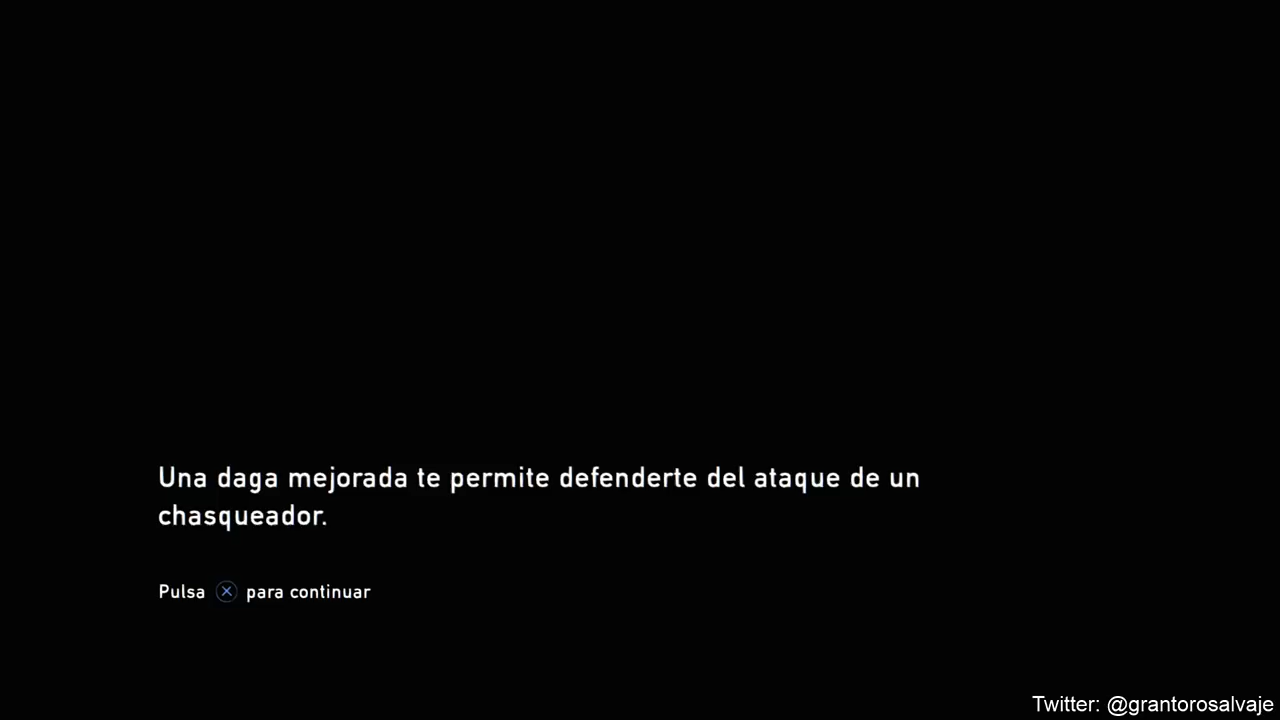 Una daga mejorada te permite defenderte del ataque de un
chasqueador.
Pulsa ⓧ para continuar
Twitter: @grantorosalvaje